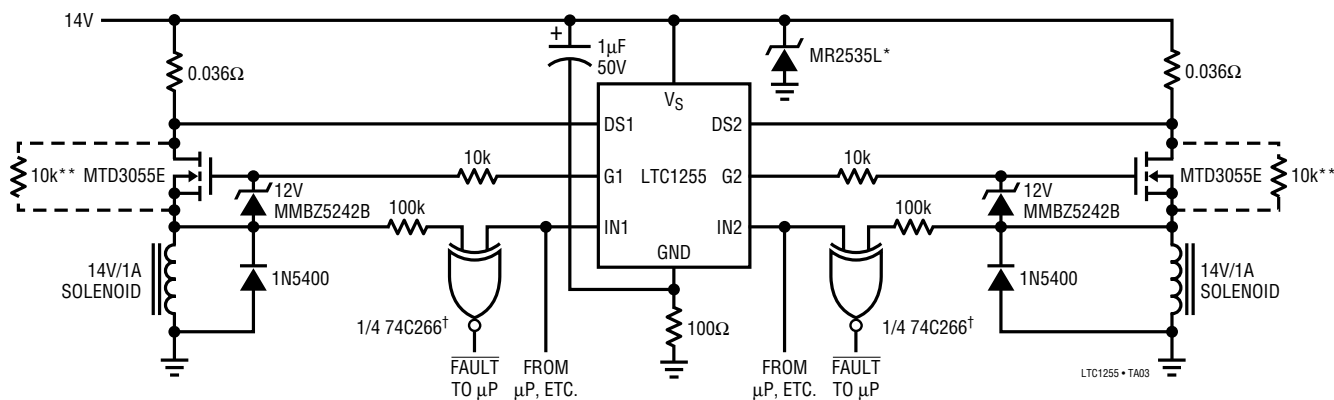 14V
0.036Ω
+
1µF
50V
MR2535L*
0.036Ω
VS
DS1
DS2
10k**
MTD3055E
10k
G1
LTC1255
G2
10k
MTD3055E
10k**
12V
MMBZ5242B
12V
MMBZ5242B
100k
IN1
IN2
100k
GND
14V/1A
SOLENOID
1N5400
1N5400
14V/1A
SOLENOID
1/4 74C266†
100Ω
1/4 74C266†
FAULT
TO µP
FROM
µP, ETC.
FROM
µP, ETC.
FAULT
TO µP
LTC1255 • TA03